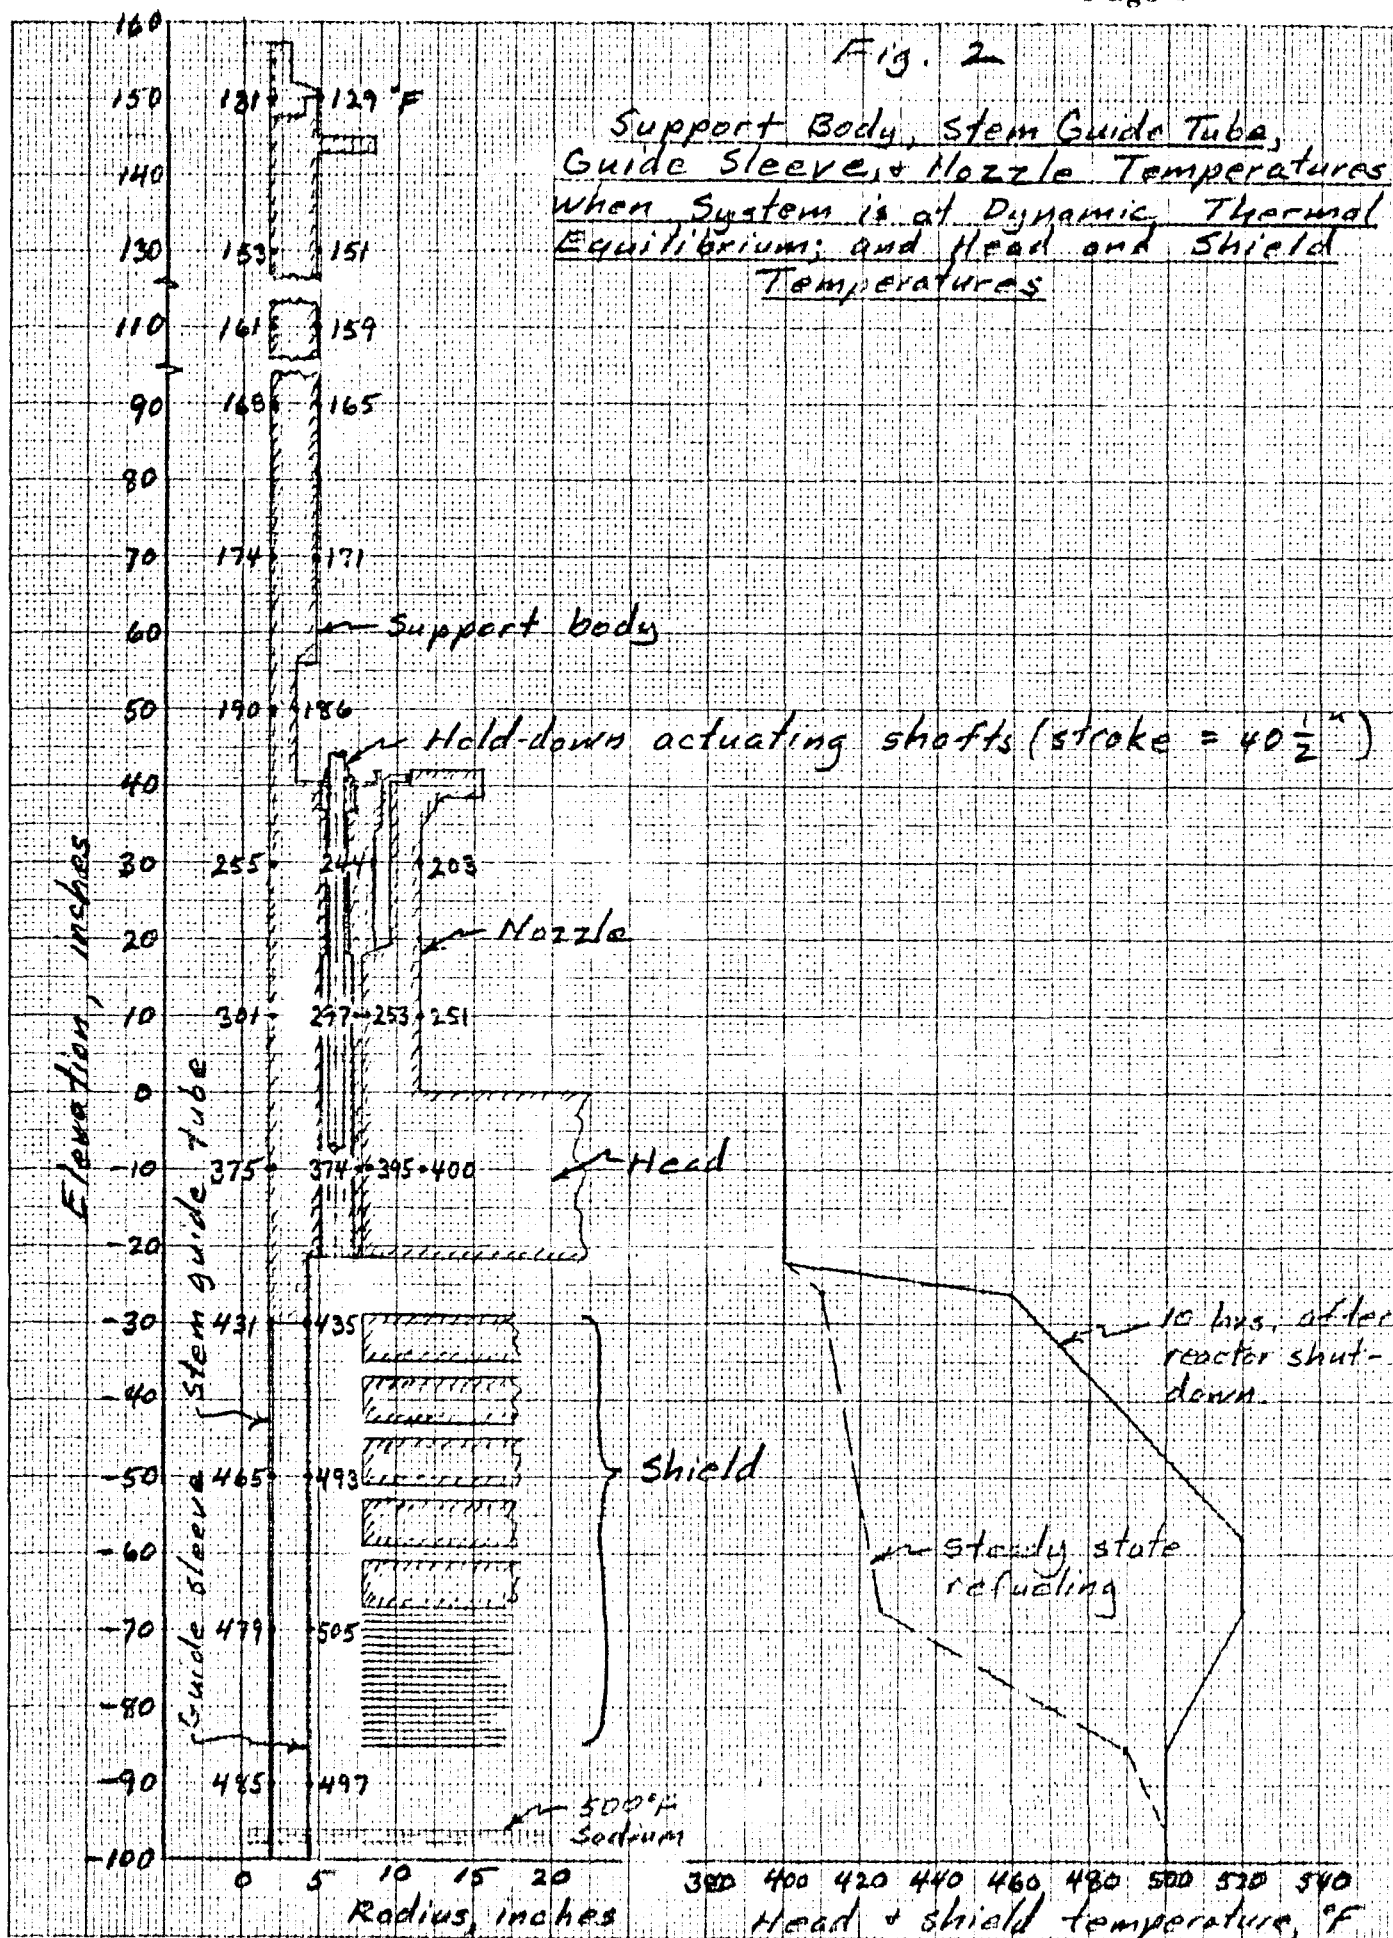 Fig. 2
Support Body, Stem Guide Tube,
Guide Sleeve, & Nozzle Temperatures
when System is at Dynamic Thermal
Equilibrium; and Head and Shield
Temperatures
160
150 131 129 °F
140
130 153 151
110 161 159
90 168 165
80
70 174 171
60 Support body
50 190 186
Hold-down actuating shafts (stroke = 40 1/2")
40
30 255 244 203
20 Nozzle
10 301 297 253 251
0
-10 375 374 395 400 Head
-20
-30 431 435
10 hrs. after
reactor shut-
down.
-40
-50 465 493 Shield
-60
Steady state
refueling
-70 479 505
-80
-90 485 497
500°F
Sodium
-100
Elevation, inches
Stem guide tube
Guide sleeve
0 5 10 15 20
Radius, inches
380 400 420 440 460 480 500 520 540
Head & shield temperature, °F